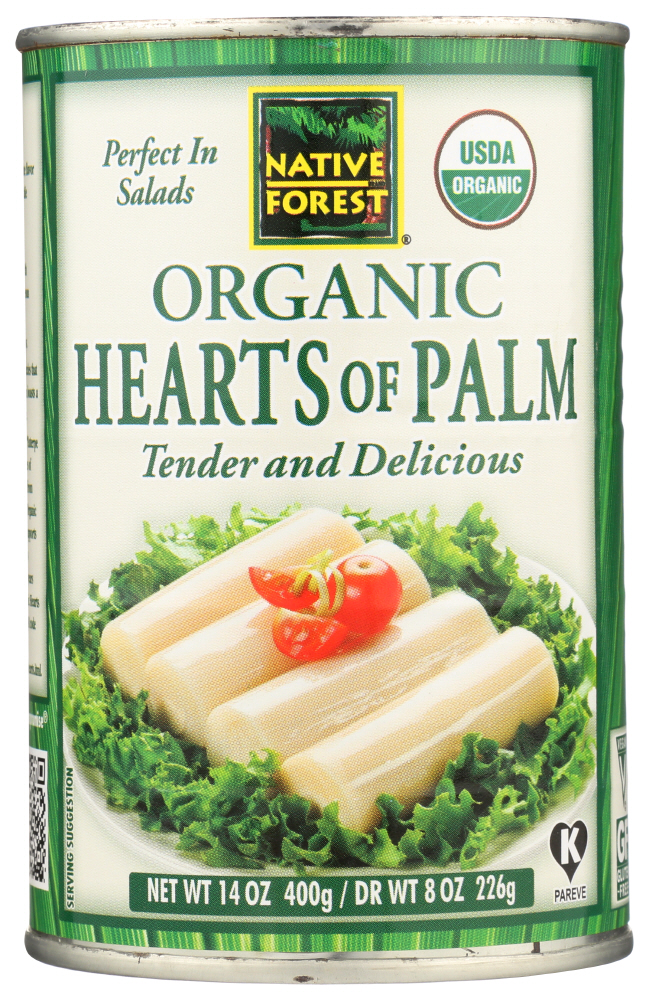 Perfect In
Salads
NATIVE
FOREST®
USDA
ORGANIC
ORGANIC
HEARTS OF PALM
Tender and Delicious
SERVING SUGGESTION
K
PAREVE
NET WT 14 OZ 400g / DR WT 8 OZ 226g